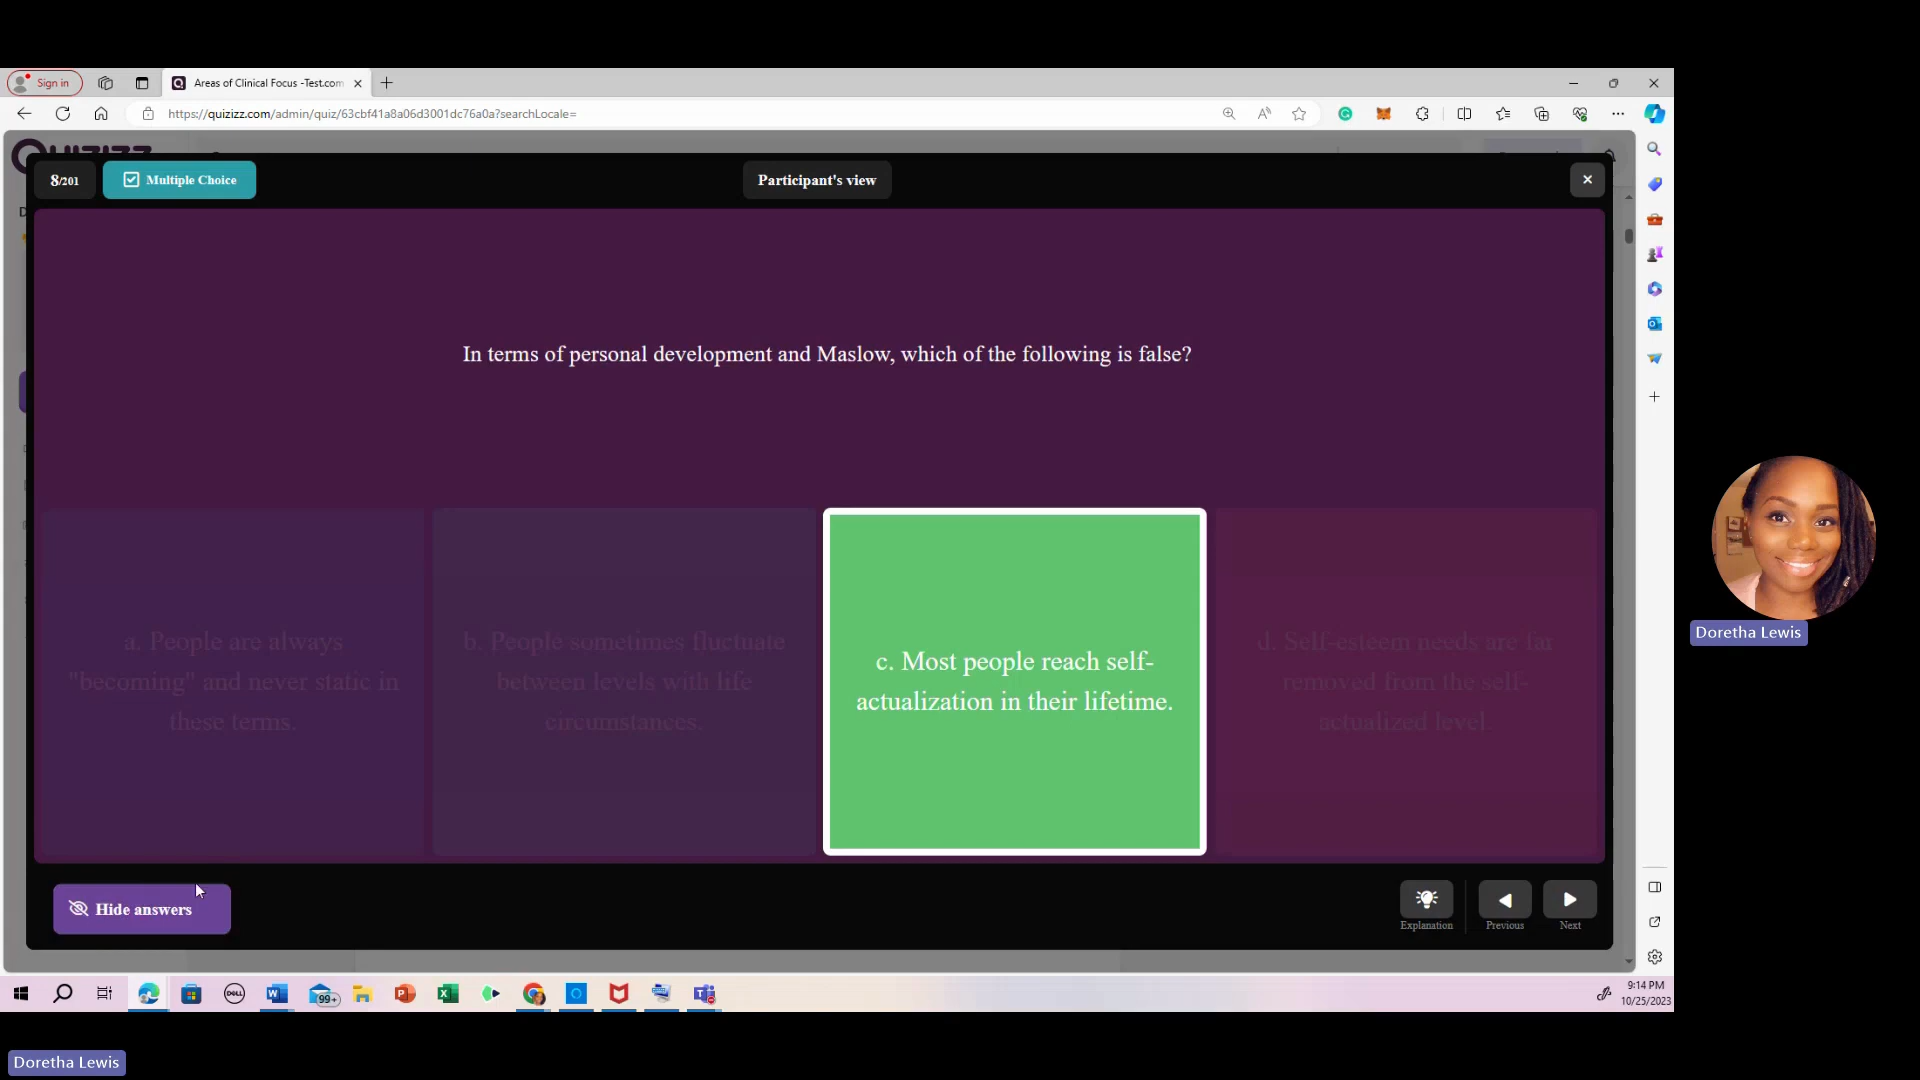 Sign in
Areas of Clinical Focus -Test.com
https://quizizz.com/admin/quiz/63cbf41a8a06d3001dc76a0a?searchLocale=
8/201
Multiple Choice
Participant's view
In terms of personal development and Maslow, which of the following is false?
a. People are always
"becoming" and never static in
these terms.
b. People sometimes fluctuate
between levels with life
circumstances.
c. Most people reach self-
actualization in their lifetime.
d. Self-esteem needs are far
removed from the self-
actualized level.
Hide answers
Explanation
Previous
Next
Doretha Lewis
DELL
99+
9:14 PM
10/25/2023
Doretha Lewis